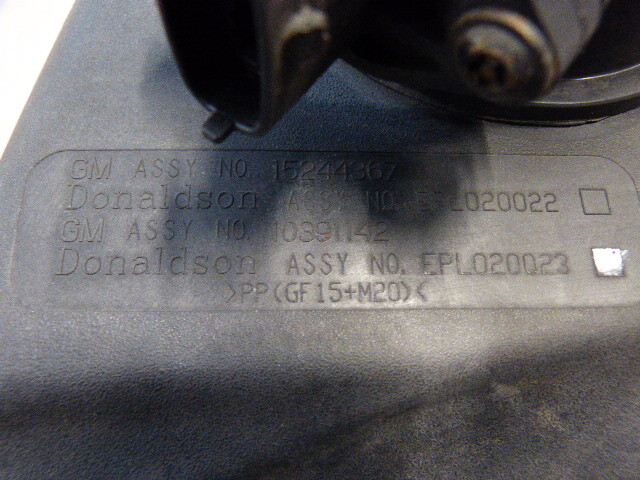 GM ASSY NO. 15244367
Donaldson ASSY NO. EPL020022
GM ASSY NO. 10391142
Donaldson ASSY NO. EPL020023
>PP(GF15+M20)<